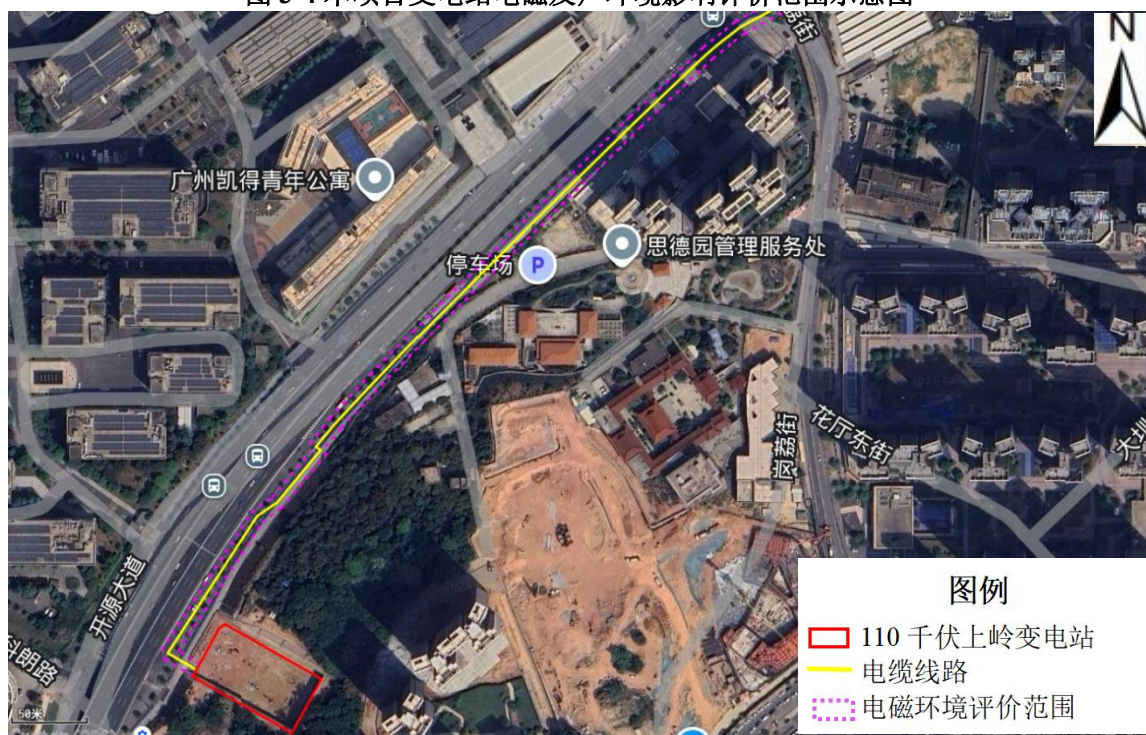 N
荔街
广州凯得青年公寓
思德园管理服务处
停车场
P
岗荔街
花厅东街
开源大道
科朗路
50米
图例
110 千伏上岭变电站
电缆线路
电磁环境评价范围